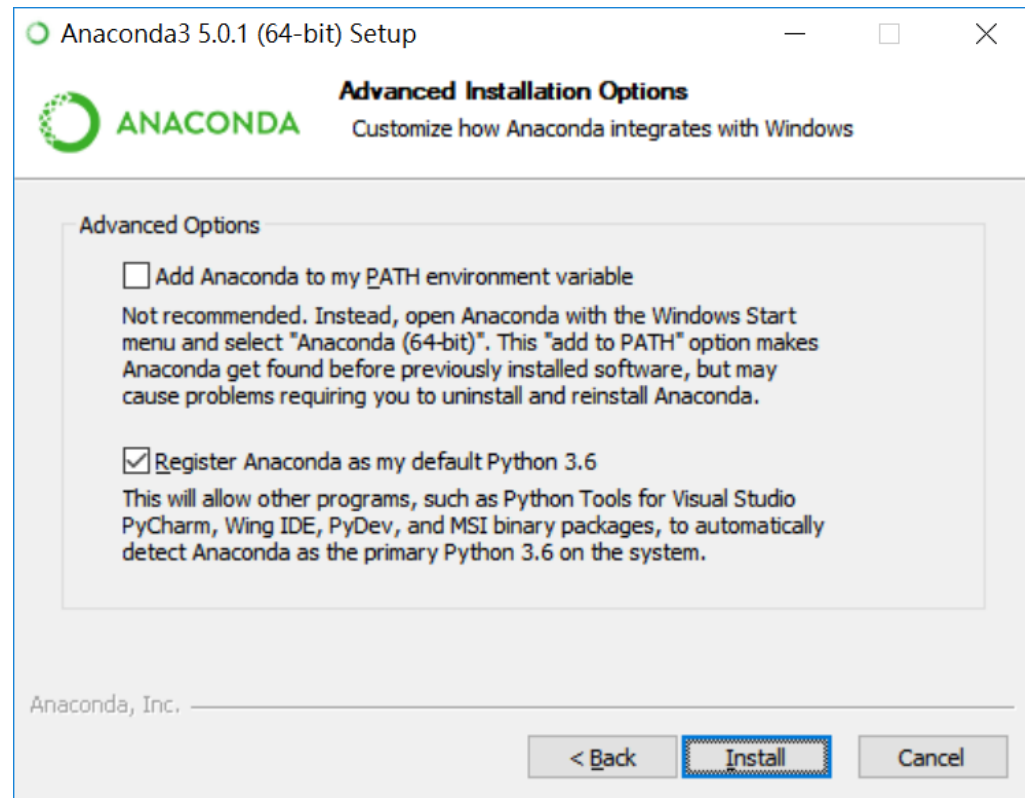 Anaconda3 5.0.1 (64-bit) Setup
ANACONDA
Advanced Installation Options
Customize how Anaconda integrates with Windows
Advanced Options
Add Anaconda to my PATH environment variable
Not recommended. Instead, open Anaconda with the Windows Start
menu and select "Anaconda (64-bit)". This "add to PATH" option makes
Anaconda get found before previously installed software, but may
cause problems requiring you to uninstall and reinstall Anaconda.
Register Anaconda as my default Python 3.6
This will allow other programs, such as Python Tools for Visual Studio
PyCharm, Wing IDE, PyDev, and MSI binary packages, to automatically
detect Anaconda as the primary Python 3.6 on the system.
Anaconda, Inc.
< Back Install Cancel